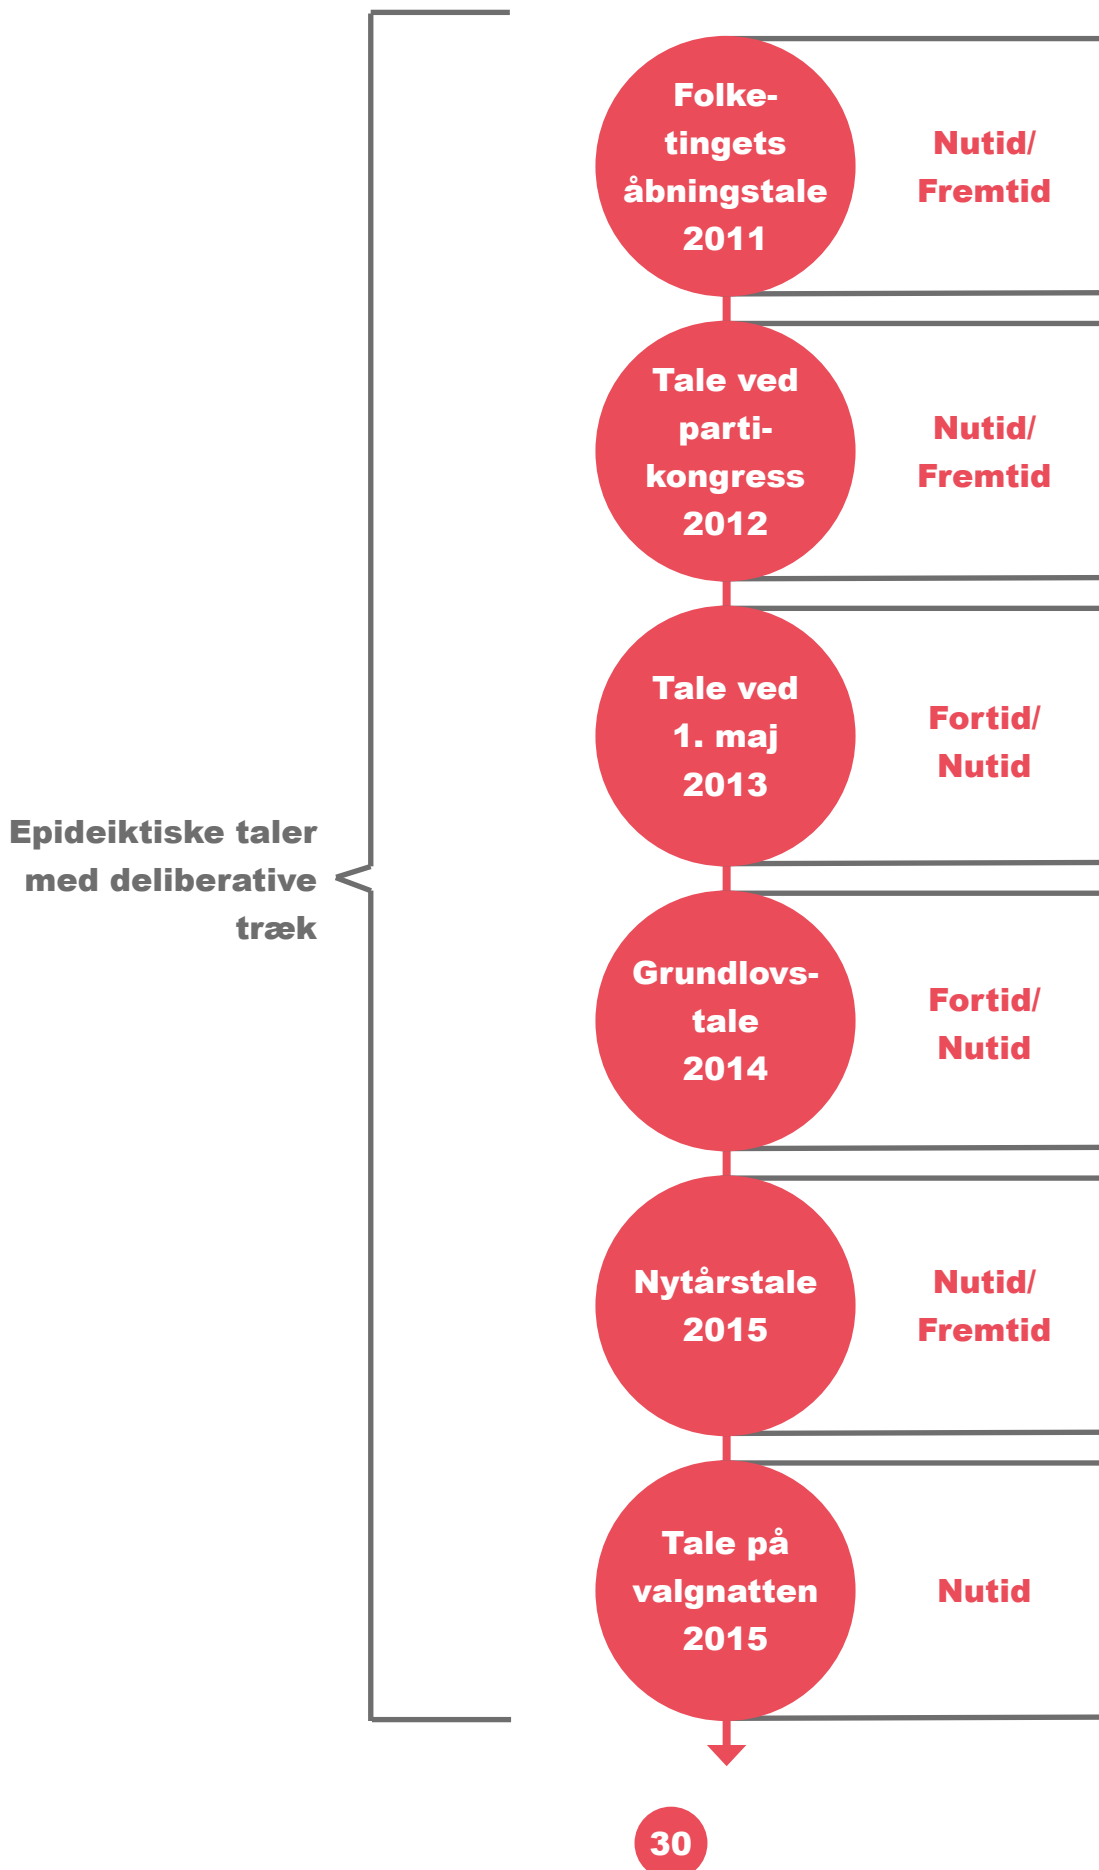 Folke-
tingets
åbningstale
2011
Nutid/
Fremtid
Tale ved
parti-
kongress
2012
Nutid/
Fremtid
Tale ved
1. maj
2013
Fortid/
Nutid
Epideiktiske taler
med deliberative
træk
Grundlovs-
tale
2014
Fortid/
Nutid
Nytårstale
2015
Nutid/
Fremtid
Tale på
valgnatten
2015
Nutid
30